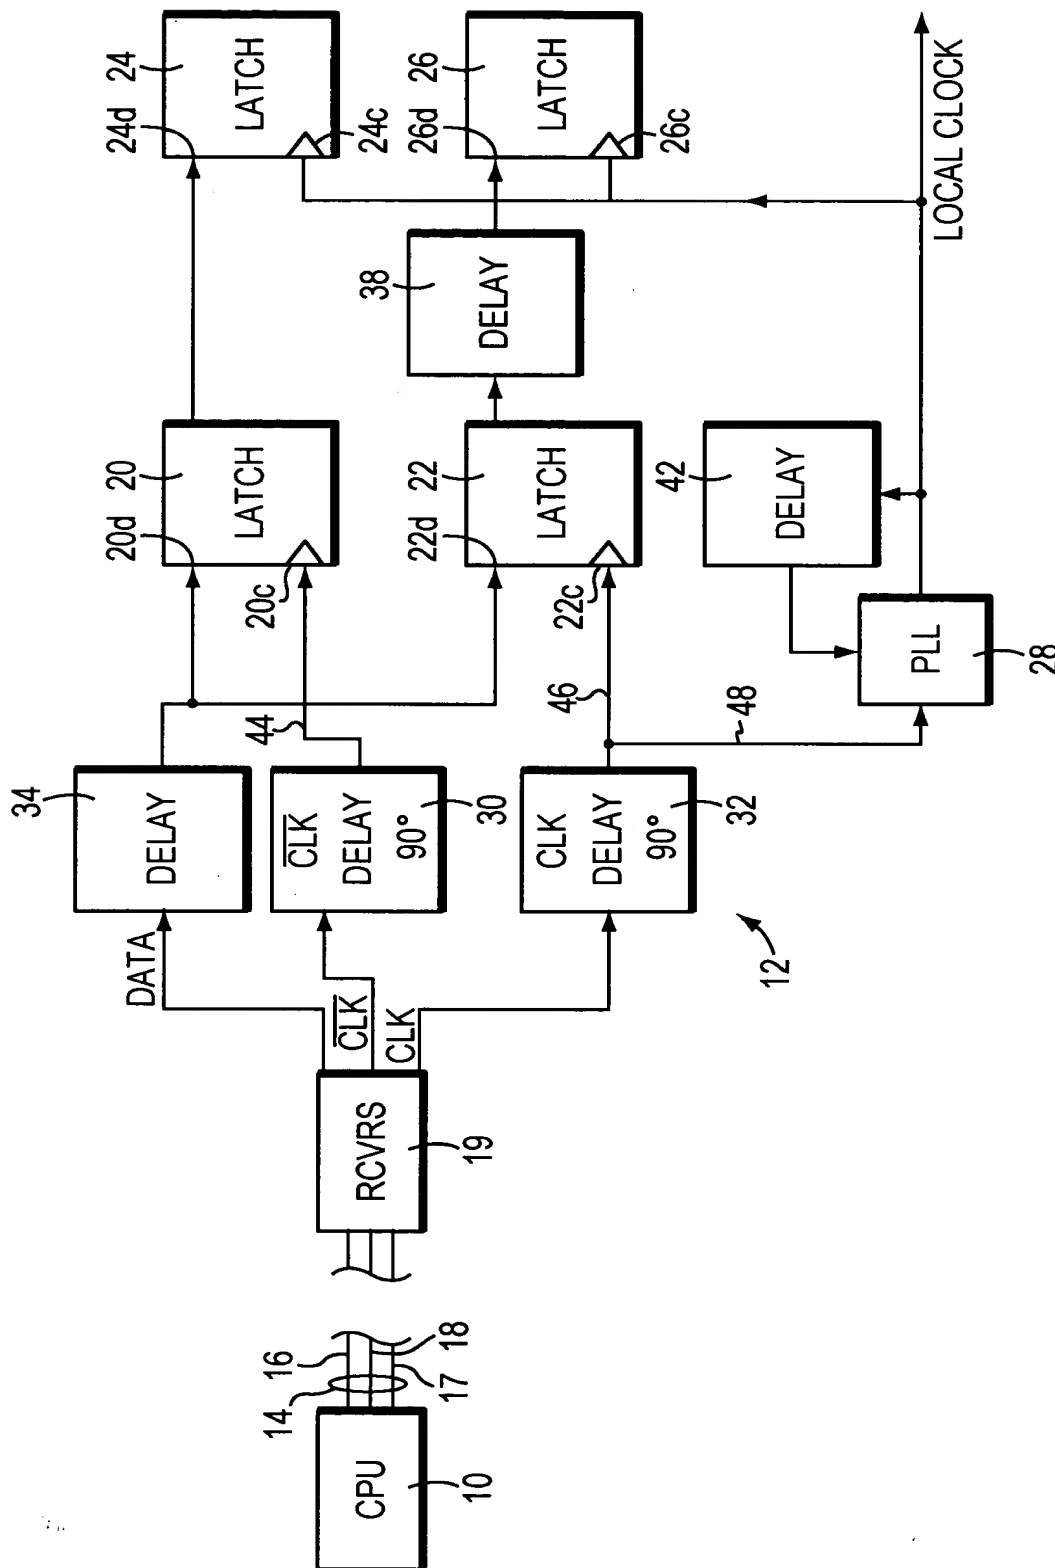 CPU
10
14
16
18
17
RCVRS
19
DATA
C̅L̅K̅
CLK
12
34
DELAY
C̅L̅K̅
DELAY
90°
30
CLK
DELAY
90°
32
44
46
48
20d
20
LATCH
20c
22d
22
LATCH
22c
42
DELAY
PLL
28
38
DELAY
24d
24
LATCH
24c
26d
26
LATCH
26c
LOCAL CLOCK